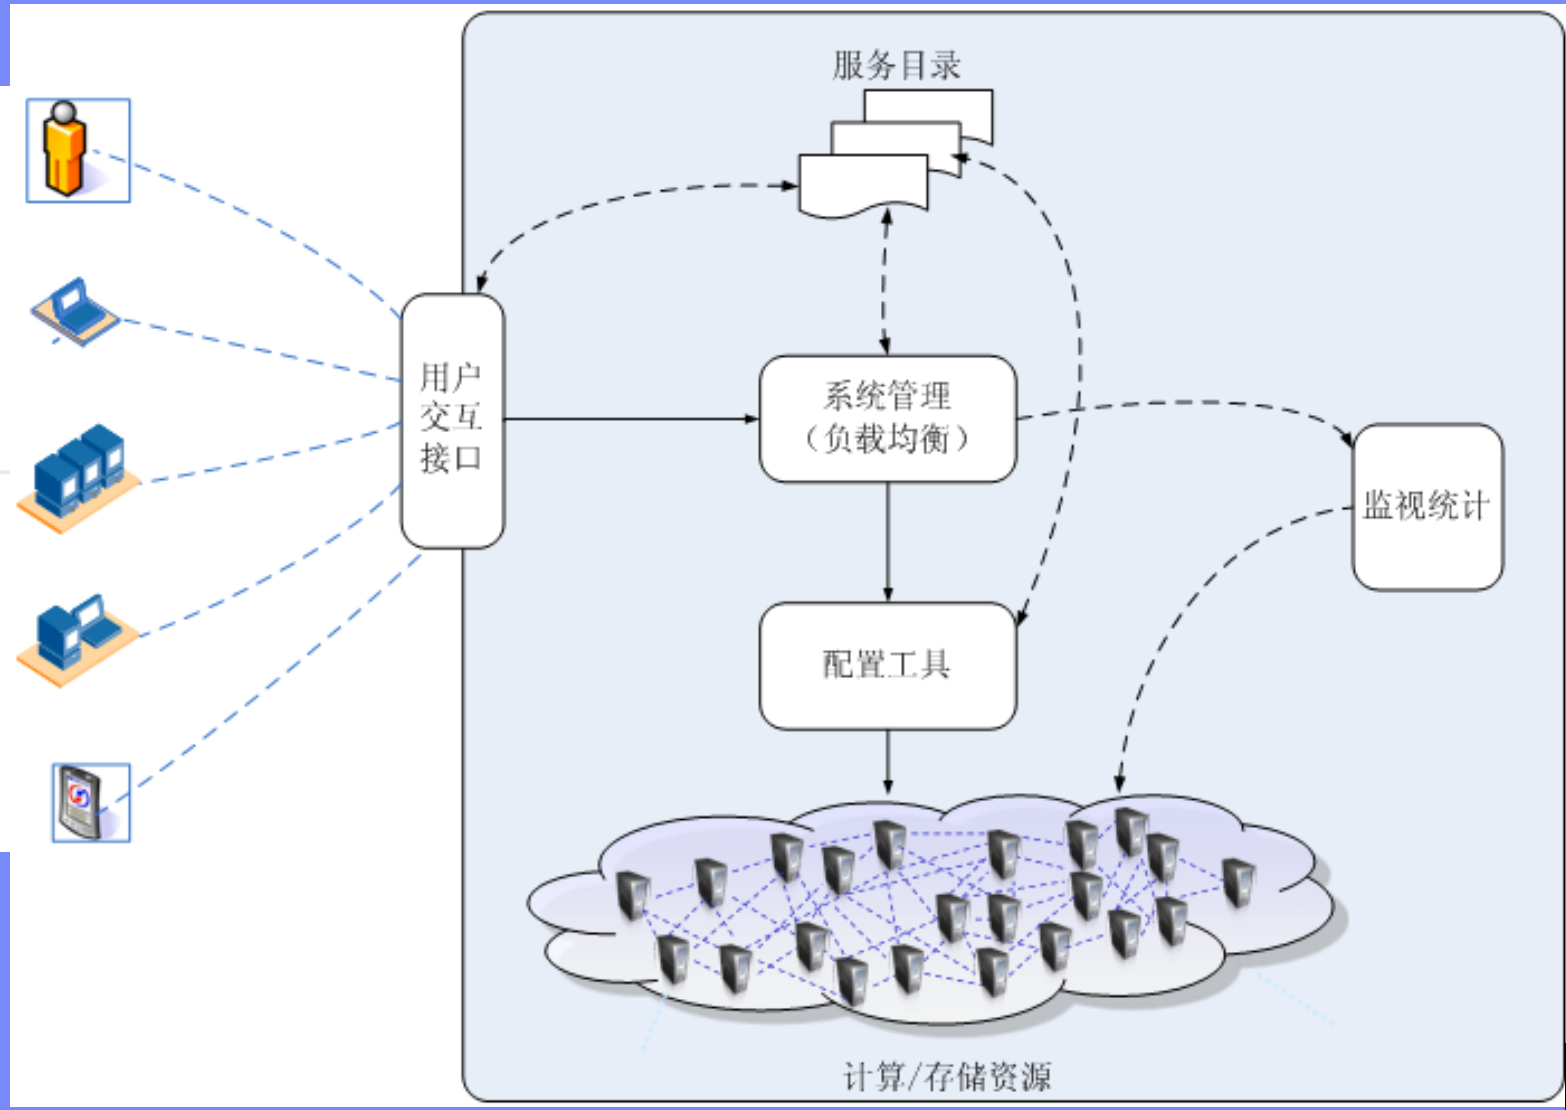 服务目录
用户
交互
接口
系统管理
（负载均衡）
监视统计
配置工具
计算/存储资源